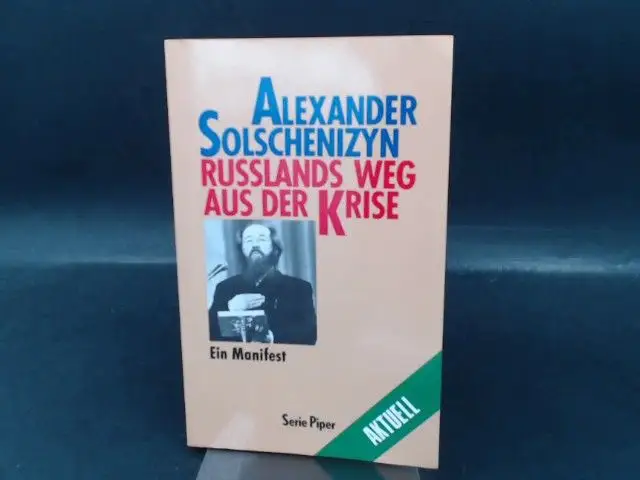 ALEXANDER
SOLSCHENIZYN
RUSSLANDS WEG
AUS DER KRISE
Ein Manifest
Serie Piper
AKTUELL